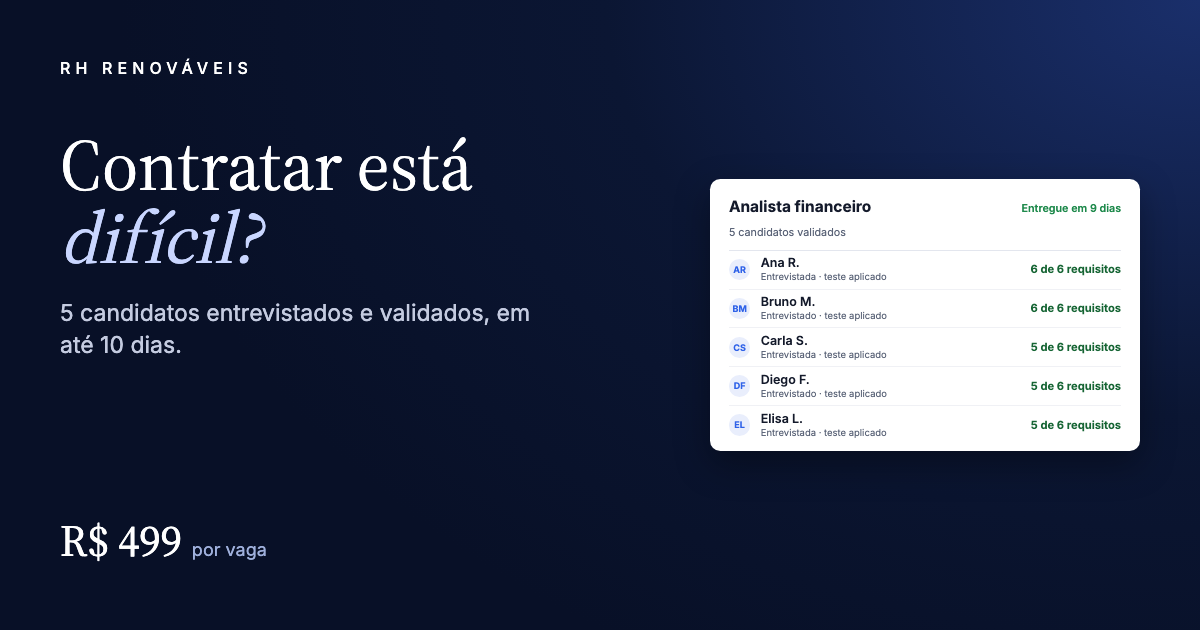 RH RENOVÁVEIS
Contratar está
difícil?
5 candidatos entrevistados e validados, em
até 10 dias.
R$ 499 por vaga
Analista financeiro
Entregue em 9 dias
5 candidatos validados
AR
Ana R.
Entrevistada · teste aplicado
6 de 6 requisitos
BM
Bruno M.
Entrevistado · teste aplicado
6 de 6 requisitos
CS
Carla S.
Entrevistada · teste aplicado
5 de 6 requisitos
DF
Diego F.
Entrevistado · teste aplicado
5 de 6 requisitos
EL
Elisa L.
Entrevistada · teste aplicado
5 de 6 requisitos